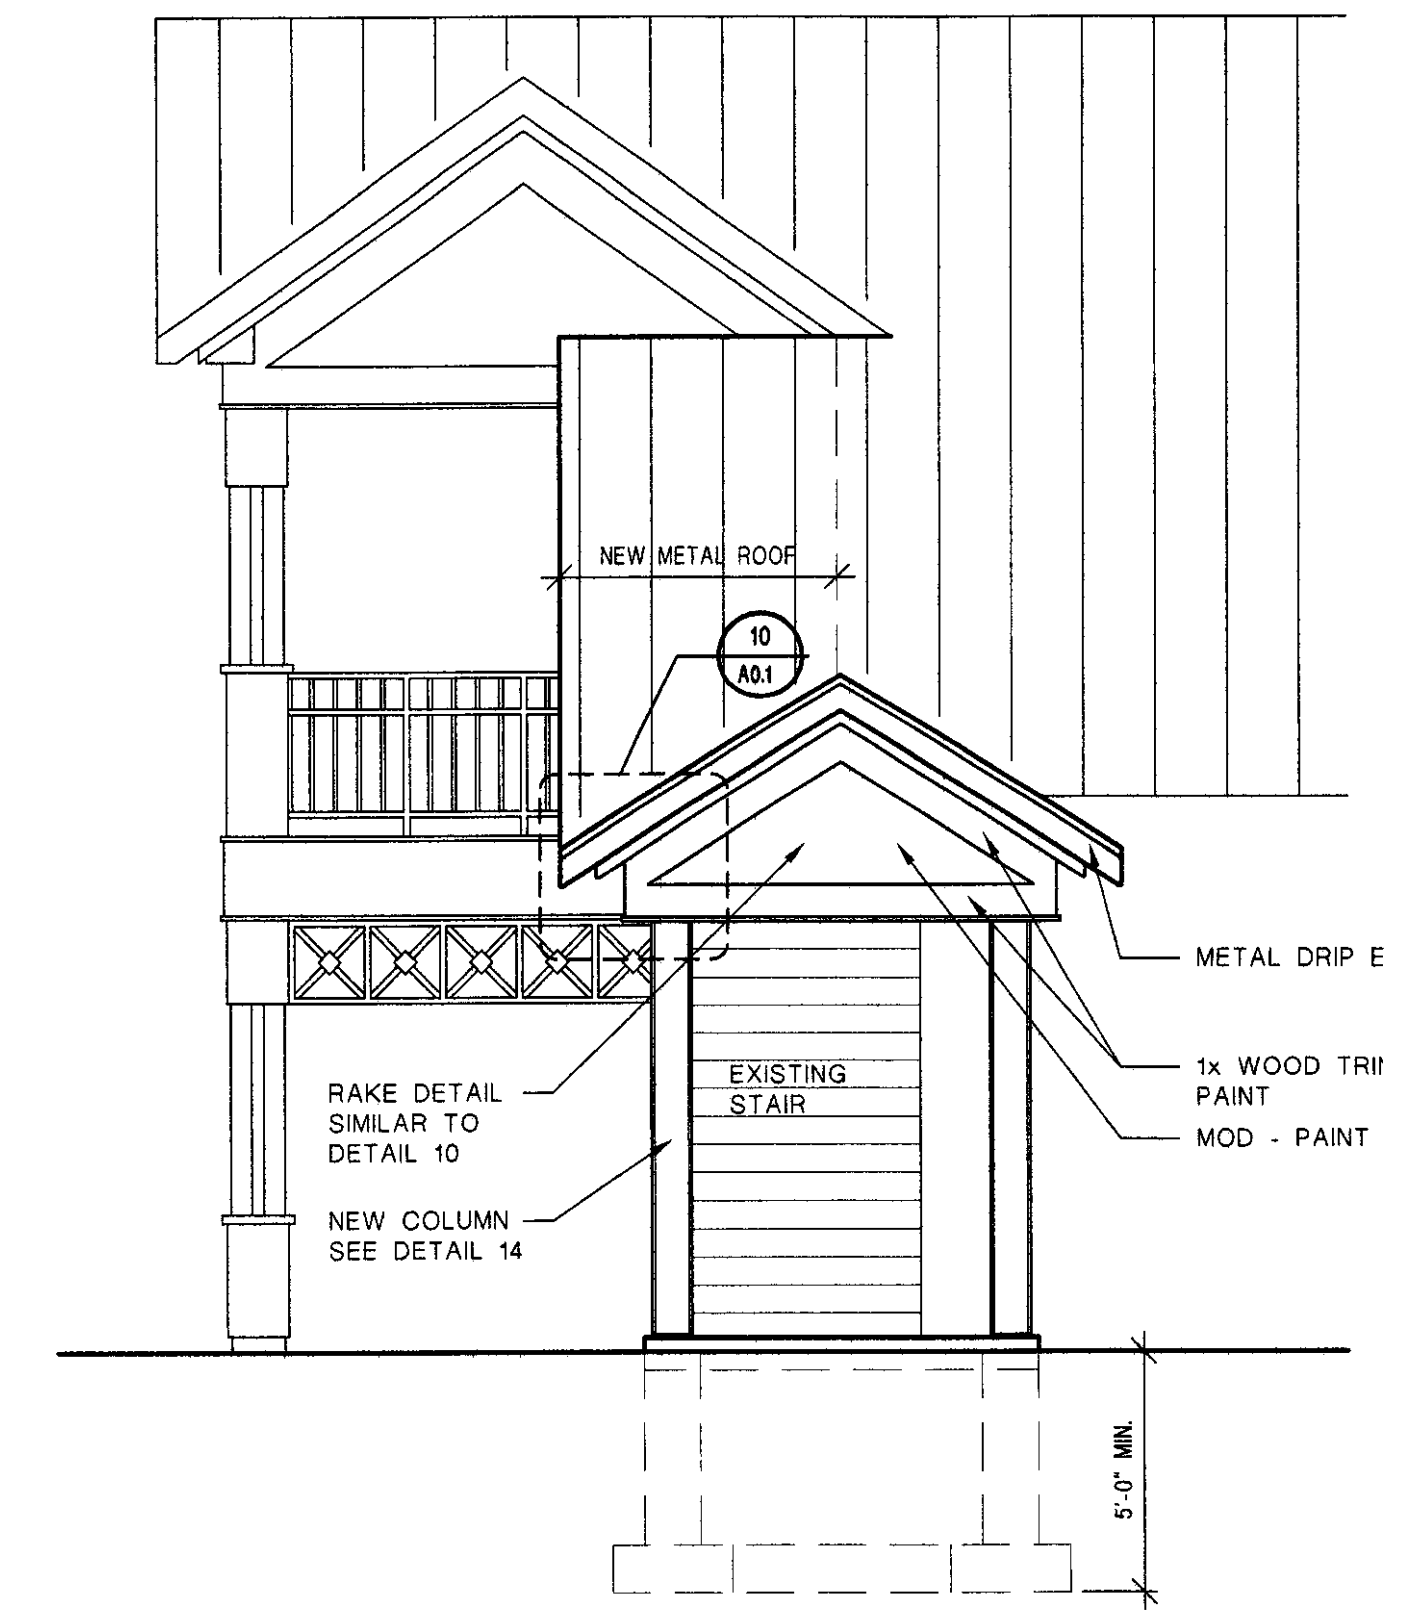 NEW METAL ROOF
10
A0.1
METAL DRIP E
RAKE DETAIL
SIMILAR TO
DETAIL 10
EXISTING
STAIR
1x WOOD TRI
PAINT
MOD - PAINT
NEW COLUMN
SEE DETAIL 14
5'-0" MIN.